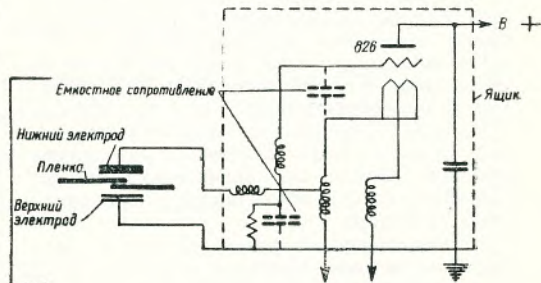 826
В +
Емкостное сопротивление
Ящик
Нижний электрод
Пленка
Верхний электрод